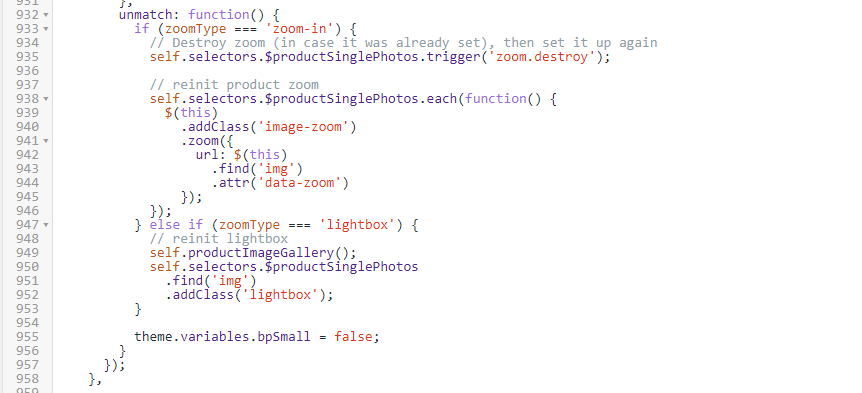 931 },
932 unmatch: function() {
933 if (zoomType === 'zoom-in') {
934 // Destroy zoom (in case it was already set), then set it up again
935 self.selectors.$productSinglePhotos.trigger('zoom.destroy');
936
937 // reinit product zoom
938 self.selectors.$productSinglePhotos.each(function() {
939 $(this)
940 .addClass('image-zoom')
941 .zoom({
942 url: $(this)
943 .find('img')
944 .attr('data-zoom')
945 });
946 });
947 } else if (zoomType === 'lightbox') {
948 // reinit lightbox
949 self.productImageGallery();
950 self.selectors.$productSinglePhotos
951 .find('img')
952 .addClass('lightbox');
953 }
954
955 theme.variables.bpSmall = false;
956 }
957 });
958 },
959